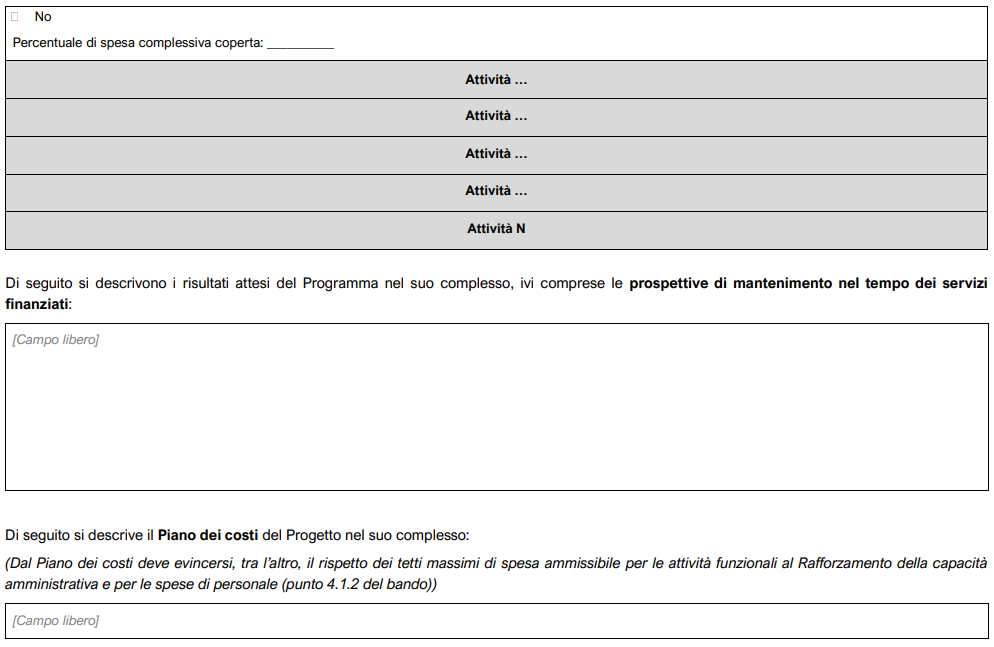 No
Percentuale di spesa complessiva coperta: __________
Attività …
Attività …
Attività …
Attività …
Attività N
Di seguito si descrivono i risultati attesi del Programma nel suo complesso, ivi comprese le prospettive di mantenimento nel tempo dei servizi
finanziati:
[Campo libero]
Di seguito si descrive il Piano dei costi del Progetto nel suo complesso:
(Dal Piano dei costi deve evincersi, tra l'altro, il rispetto dei tetti massimi di spesa ammissibile per le attività funzionali al Rafforzamento della capacità
amministrativa e per le spese di personale (punto 4.1.2 del bando))
[Campo libero]